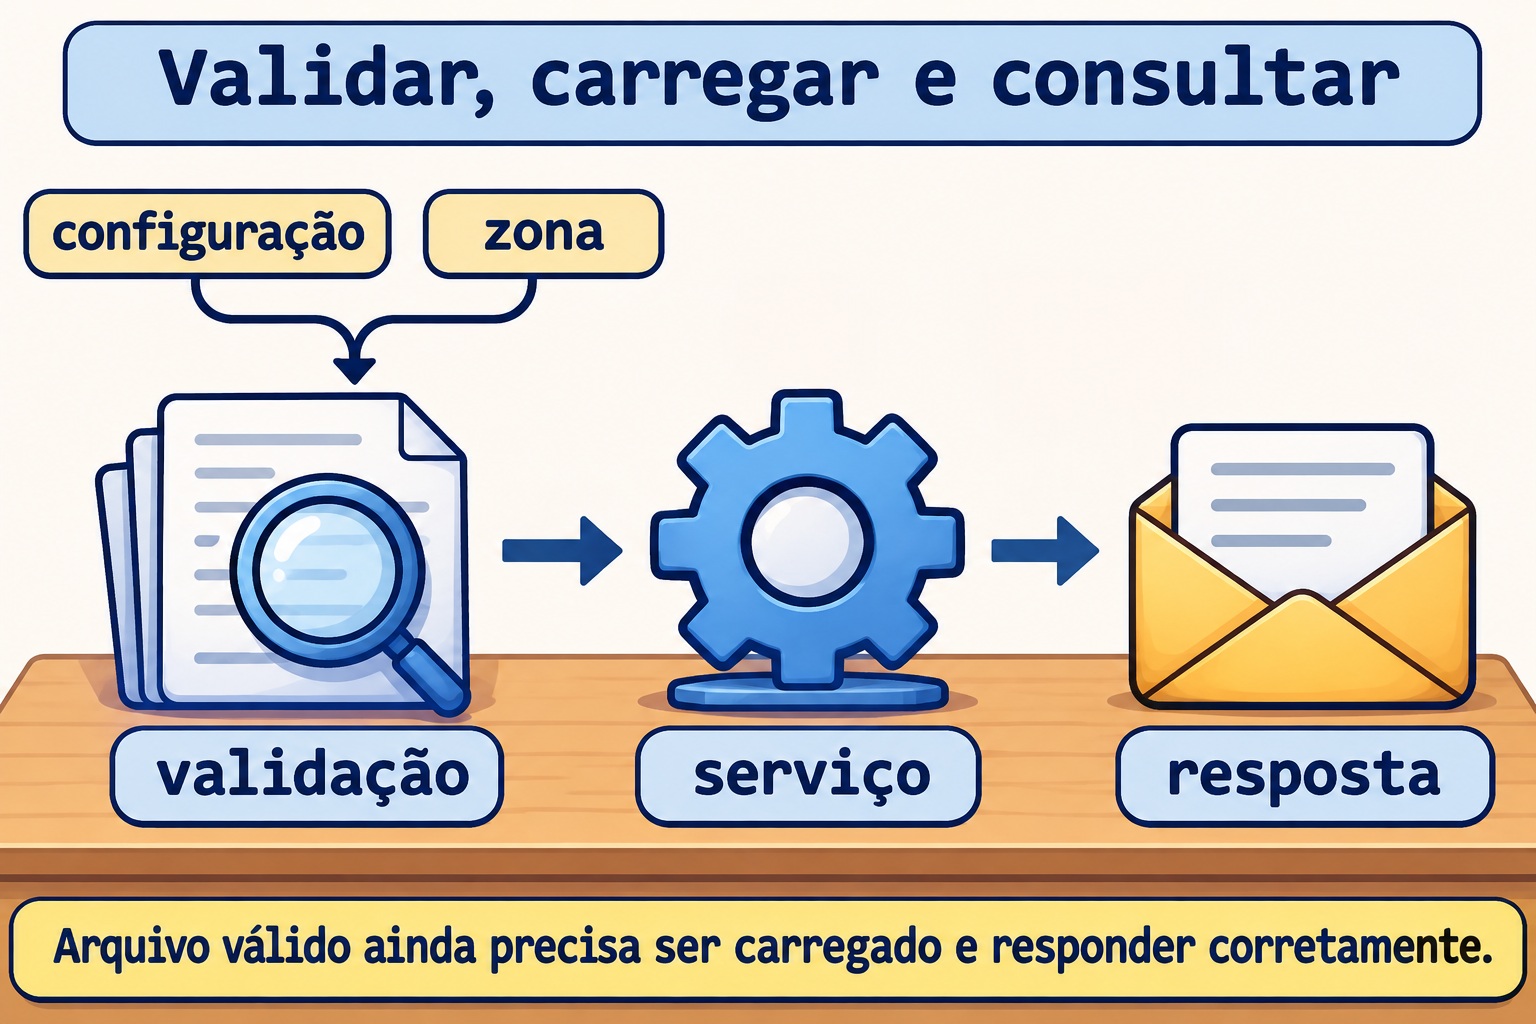 Validar, carregar e consultar
configuração
zona
validação
serviço
resposta
Arquivo válido ainda precisa ser carregado e responder corretamente.